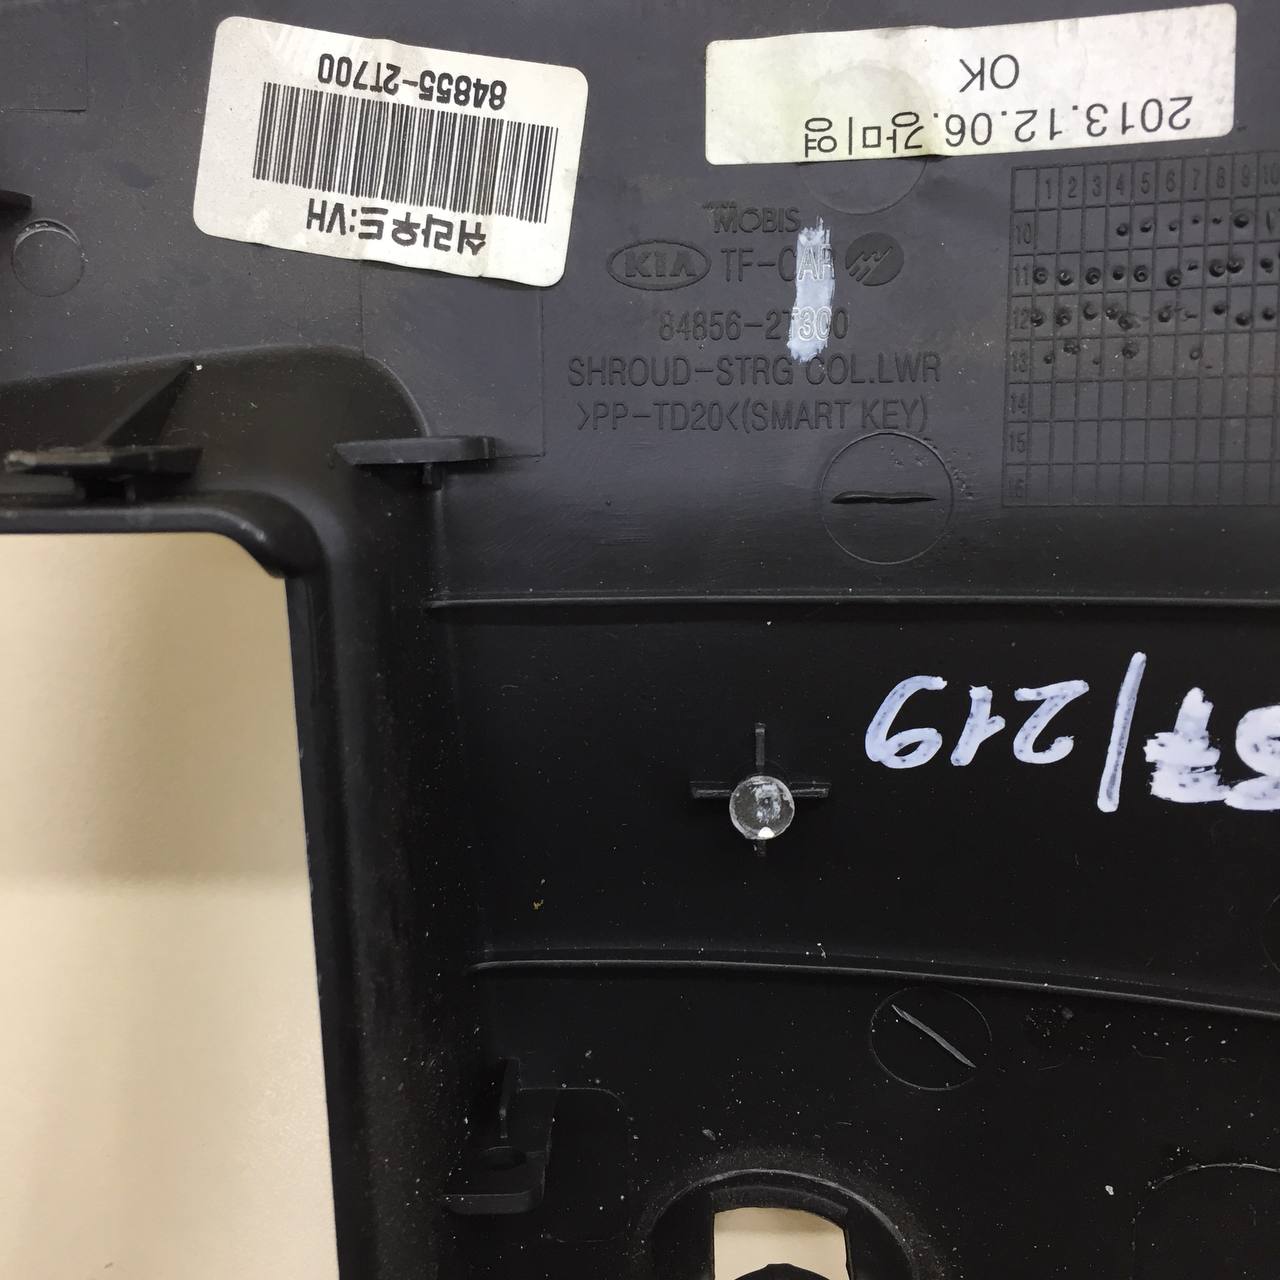 84855-2T700
쉬라우드:VH
2013.12.06.강미영
OK
MOBIS
KIA TF-CAR
84856-2T300
SHROUD-STRG COL.LWR
>PP-TD20<(SMART KEY)
1 2 3 4 5 6 7 8 9 10
10
11
12
13
14
15
16
/219